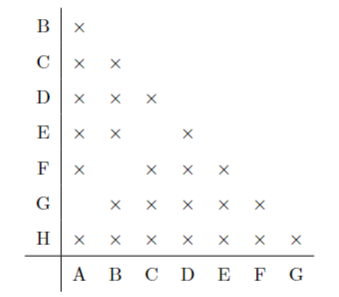 B ×
C × ×
D × × ×
E × × ×
F × × × ×
G × × × × ×
H × × × × × × ×
A B C D E F G